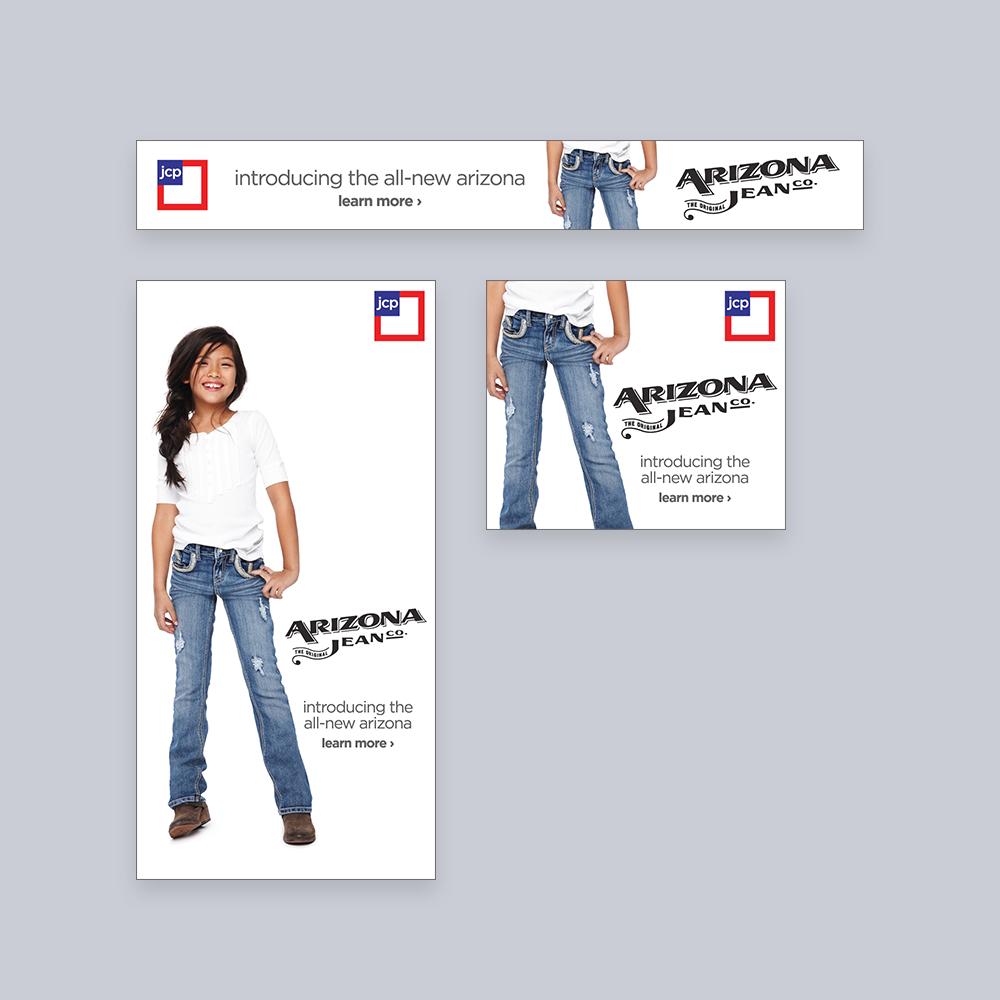 jcp
introducing the all-new arizona
learn more ›
ARIZONA
THE ORIGINAL JEAN CO.
jcp
ARIZONA
THE ORIGINAL JEAN CO.
introducing the
all-new arizona
learn more ›
jcp
ARIZONA
THE ORIGINAL JEAN CO.
introducing the
all-new arizona
learn more ›